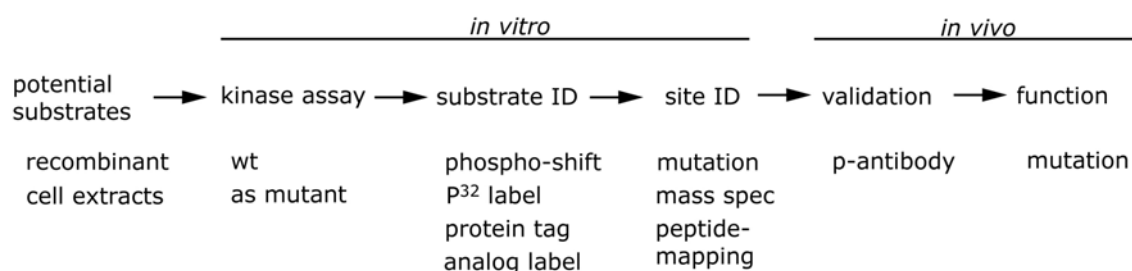 in vitro
in vivo
potential
substrates
kinase assay
substrate ID
site ID
validation
function
recombinant
cell extracts
wt
as mutant
phospho-shift
P³² label
protein tag
analog label
mutation
mass spec
peptide-
mapping
p-antibody
mutation